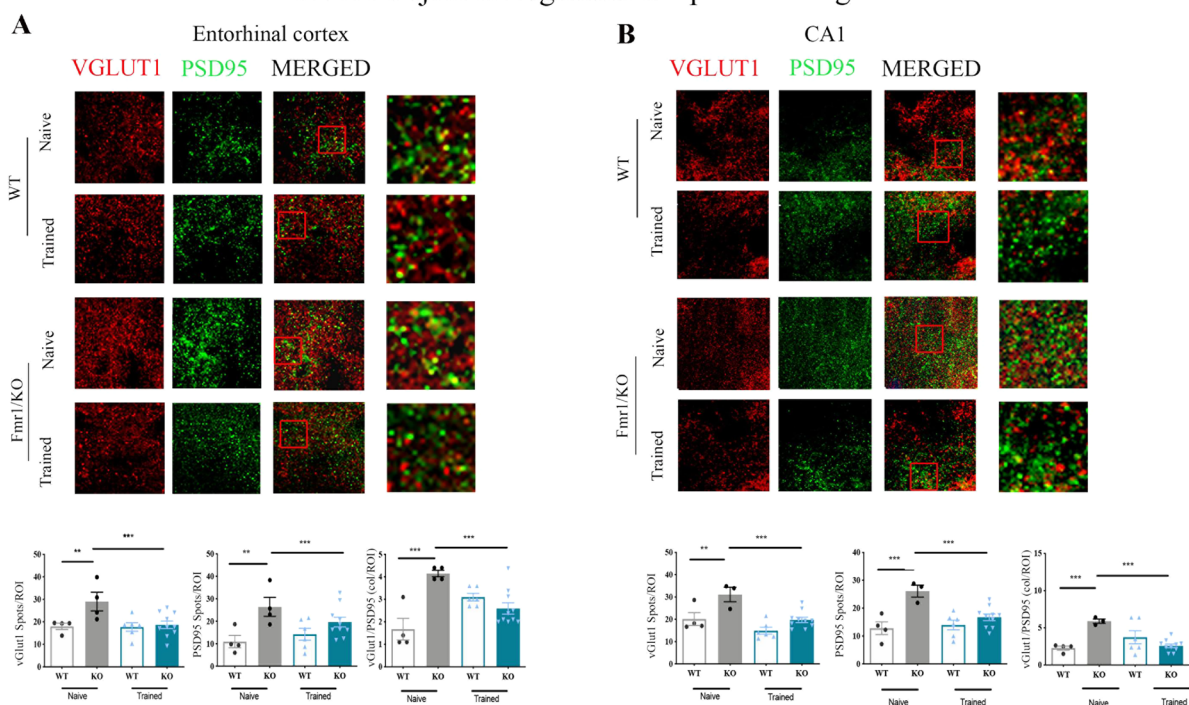 A
Entorhinal cortex
VGLUT1 PSD95 MERGED
WT
Naive
Trained
Fmr1/KO
Naive
Trained
vGlut1 Spots/ROI
50
40
30
20
10
0
**
***
WT KO WT KO
Naive Trained
PSD95 Spots/ROI
50
40
30
20
10
0
**
***
WT KO WT KO
Naive Trained
vGlut1/PSD95 (col/ROI)
5
4
3
2
1
0
***
***
WT KO WT KO
Naive Trained
B
CA1
VGLUT1 PSD95 MERGED
WT
Naive
Trained
Fmr1/KO
Naive
Trained
vGlut1 Spots/ROI
50
40
30
20
10
0
**
***
WT KO WT KO
Naive Trained
PSD95 Spots/ROI
40
30
20
10
0
***
***
WT KO WT KO
Naive Trained
vGlut1/PSD95 (col/ROI)
15
10
5
0
***
***
WT KO WT KO
Naive Trained